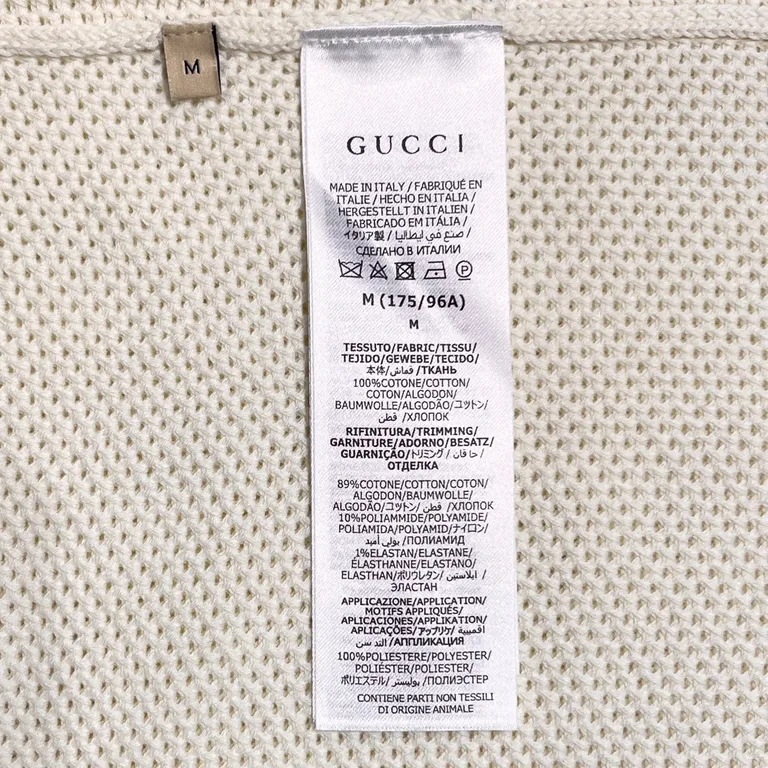 M
GUCCI
MADE IN ITALY / FABRIQUÉ EN
ITALIE / HECHO EN ITALIA /
HERGESTELLT IN ITALIEN /
FABRICADO EM ITÁLIA /
イタリア製 / صنع في ايطاليا /
СДЕЛАНО В ИТАЛИИ
M (175/96A)
M
TESSUTO/FABRIC/TISSU/
TEJIDO/GEWEBE/TECIDO/
本体/قماش/ТКАНЬ
100%COTONE/COTTON/
COTON/ALGODON/
BAUMWOLLE/ALGODÃO/コットン/
قطن /ХЛОПОК
RIFINITURA/TRIMMING/
GARNITURE/ADORNO/BESATZ/
GUARNIÇÃO/トリミング/ حافان /
ОТДЕЛКА
89%COTONE/COTTON/COTON/
ALGODON/BAUMWOLLE/
ALGODÃO/コットン/ قطن /ХЛОПОК
10%POLIAMMIDE/POLYAMIDE/
POLIAMIDA/POLYAMID/ナイロン/
بولي أميد /ПОЛИАМИД
1%ELASTAN/ELASTANE/
ÉLASTHANNE/ELASTANO/
ELASTHAN/ポリウレタン/ ايلاستين /
ЭЛАСТАН
APPLICAZIONE/APPLICATION/
MOTIFS APPLIQUÉS/
APLICACIONES/APPLIKATION/
APLICAÇÕES/アップリケ/
/АППЛИКАЦИЯ
100%POLIESTERE/POLYESTER/
POLIÉSTER/POLYESTER/
ポリエステル/ بوليستر /ПОЛИЭСТЕР
CONTIENE PARTI NON TESSILI
DI ORIGINE ANIMALE